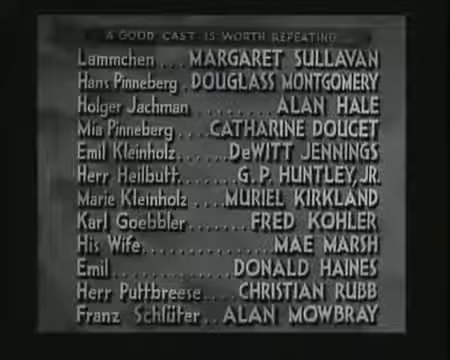 A GOOD CAST IS WORTH REPEATING...
Lammchen ... MARGARET SULLAVAN
Hans Pinneberg . DOUGLASS MONTGOMERY
Holger Jachman ........ ALAN HALE
Mia Pinneberg .... CATHARINE DOUCET
Emil Kleinholz...... DeWITT JENNINGS
Herr Heilbutt....... G. P. HUNTLEY, JR.
Marie Kleinholz .... MURIEL KIRKLAND
Karl Goebbler....... FRED KOHLER
His Wife.............. MAE MARSH
Emil ............ DONALD HAINES
Herr Puttbreese.... CHRISTIAN RUBB
Franz Schlüter.. ALAN MOWBRAY